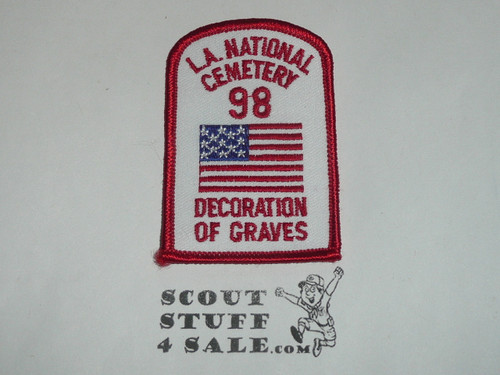 L.A. NATIONAL
CEMETERY
98
DECORATION
OF GRAVES
SCOUT
STUFF
4 SALE.COM